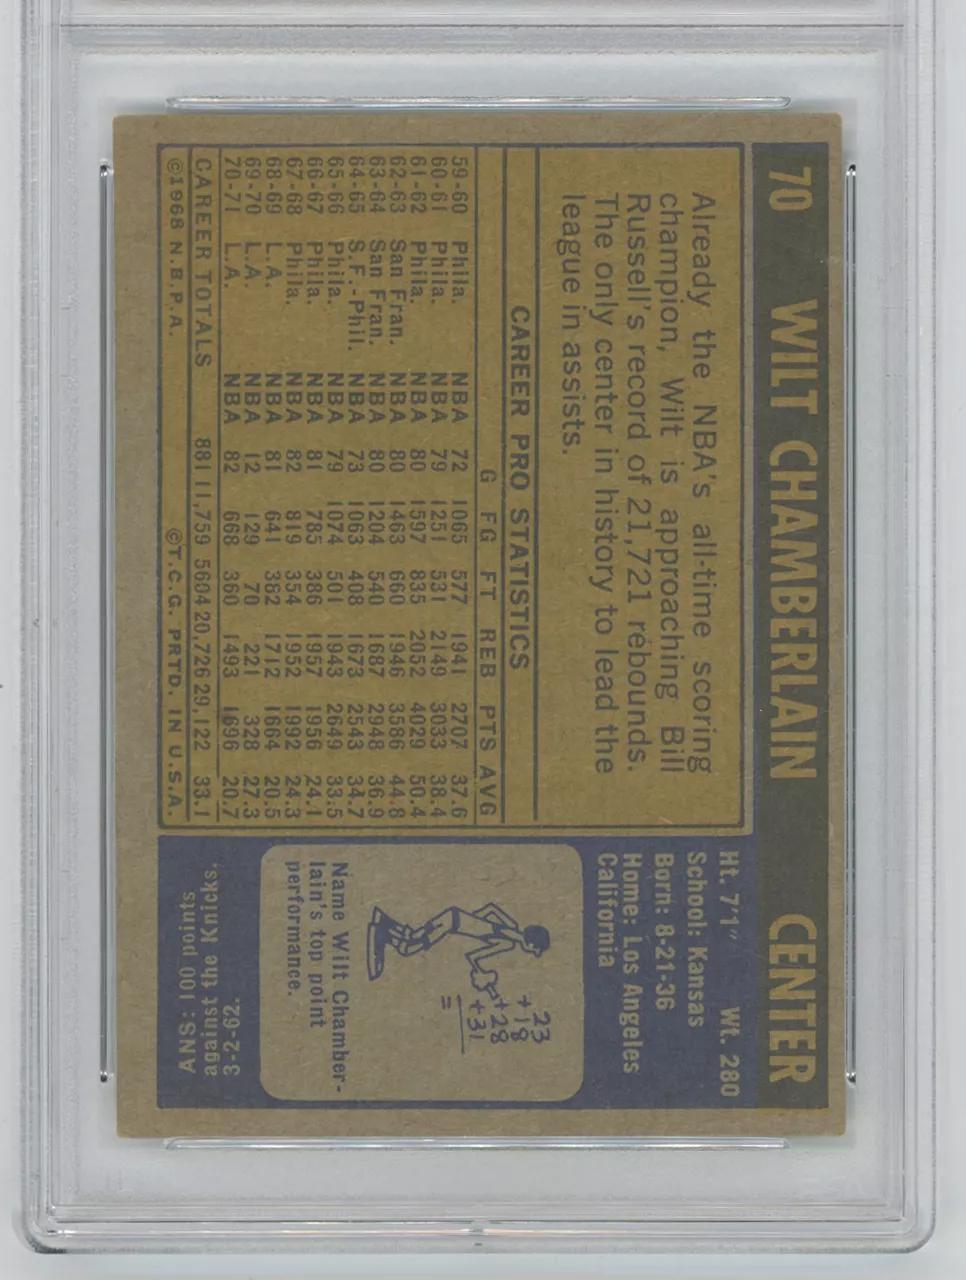 70 WILT CHAMBERLAIN CENTER
Already the NBA's all-time scoring
champion, Wilt is approaching Bill
Russell's record of 21,721 rebounds.
The only center in history to lead the
league in assists.
CAREER PRO STATISTICS
G FG FT REB PTS AVG
59-60 Phila. NBA 72 1065 577 1941 2707 37.6
60-61 Phila. NBA 79 1251 531 2149 3033 38.4
61-62 Phila. NBA 80 1597 835 2052 4029 50.4
62-63 San Fran. NBA 80 1463 660 1946 3586 44.8
63-64 San Fran. NBA 80 1204 540 1687 2948 36.9
64-65 S.F.-Phil. NBA 73 1063 408 1673 2543 34.7
65-66 Phila. NBA 79 1074 501 1943 2649 33.5
66-67 Phila. NBA 81 785 386 1957 1956 24.1
67-68 Phila. NBA 82 819 354 1952 1992 24.3
68-69 L.A. NBA 81 641 382 1712 1664 20.5
69-70 L.A. NBA 12 129 70 221 328 27.3
70-71 L.A. NBA 82 668 360 1493 1696 20.7
CAREER TOTALS 881 11,759 5604 20,726 29,122 33.1
©1968 N.B.P.A. ©T.C.G. PRTD. IN U.S.A.
Ht. 7'1" Wt. 280
School: Kansas
Born: 8-21-36
Home: Los Angeles
California
23
+18
+28
+31
=
Name Wilt Chamber-
lain's top point
performance.
ANS: 100 points
against the Knicks,
3-2-62.